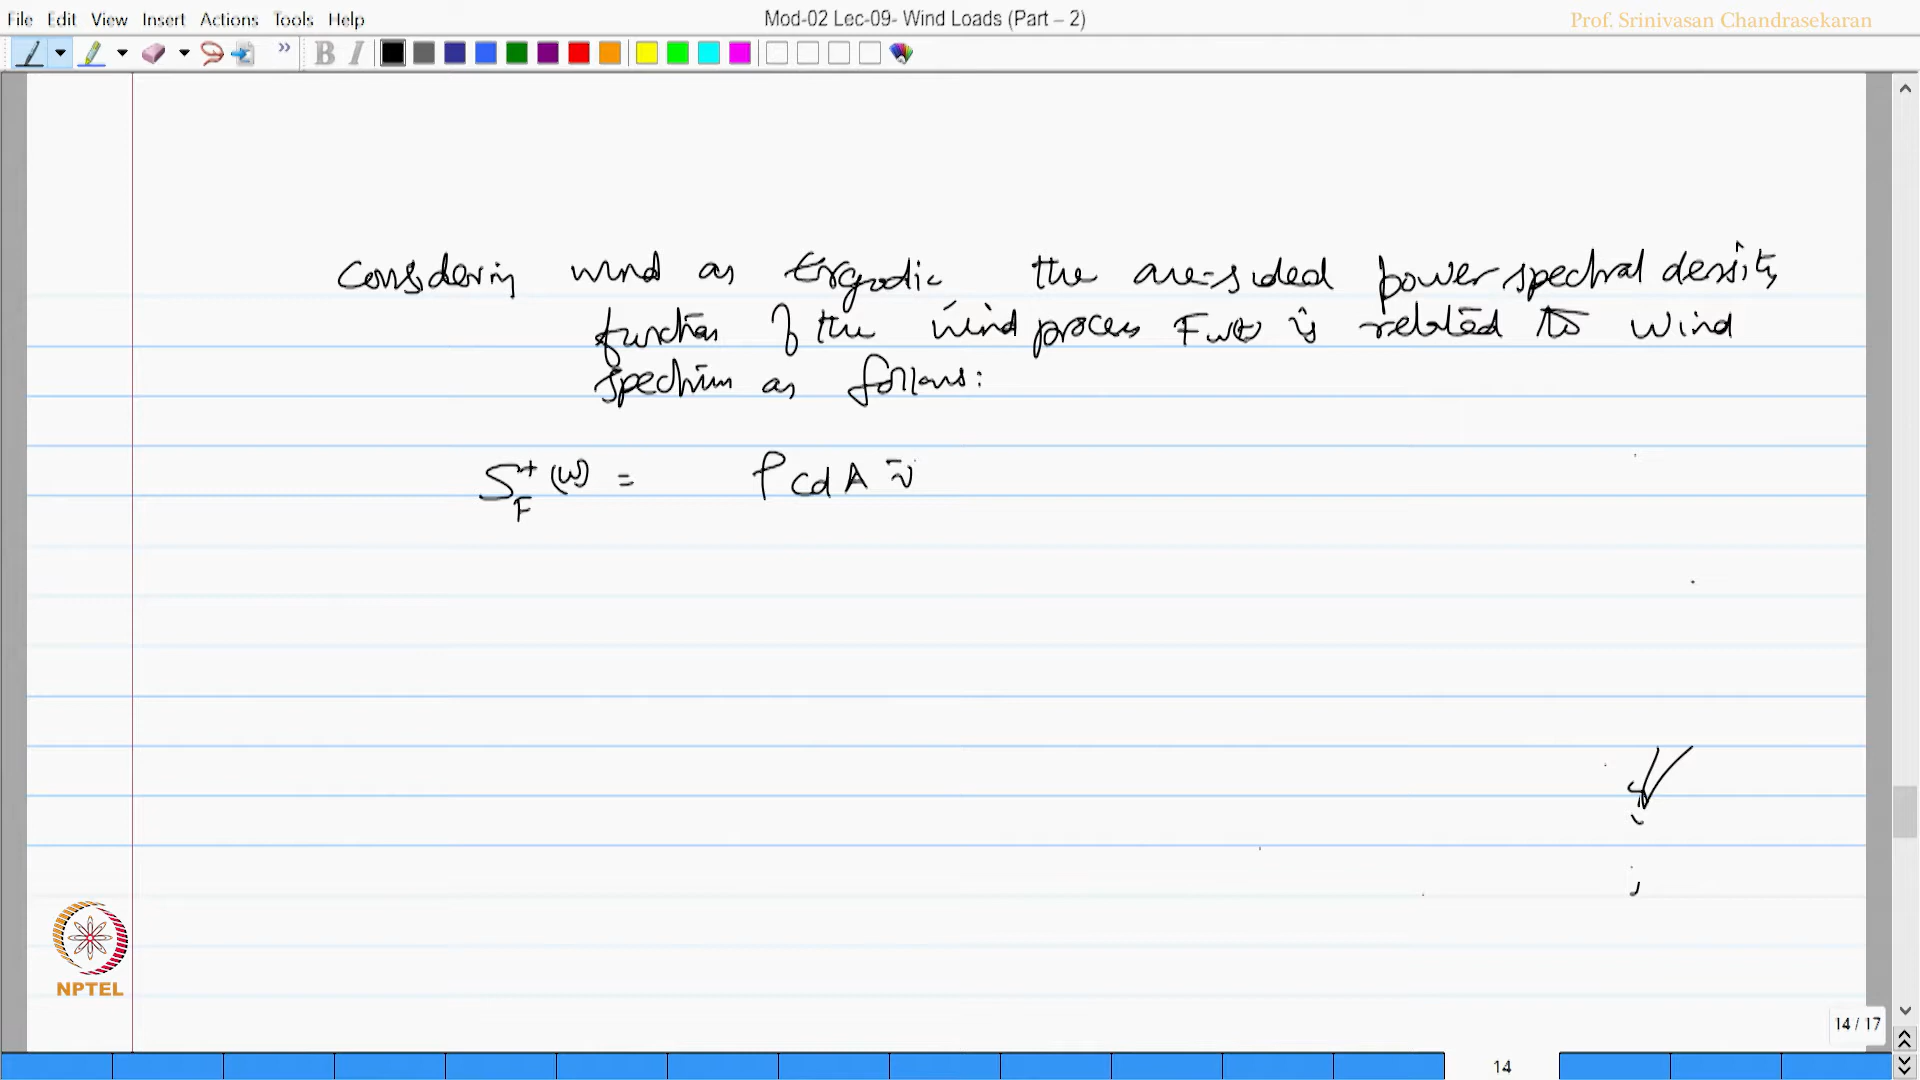 File Edit View Insert Actions Tools Help
Mod-02 Lec-09- Wind Loads (Part – 2)
Prof. Srinivasan Chandrasekaran
B I
Considering wind as Ergodic the one-sided power spectral density
function of the wind process Fw(t) is related to wind
spectrum as follows:
S_F^+ (ω) = ρ Cd A v̄
NPTEL
14 / 17
14